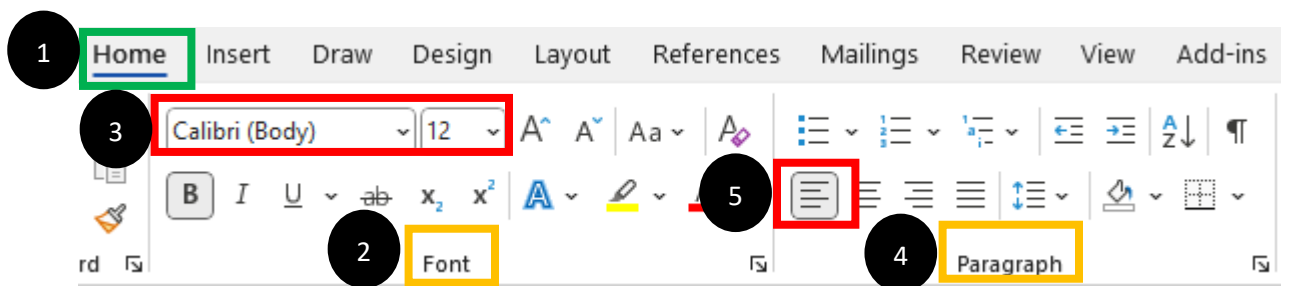 1 Home Insert Draw Design Layout References Mailings Review View Add-ins
3 Calibri (Body) 12 A A Aa A
B I U ab x2 x2 A A 5
rd 2 Font 4 Paragraph